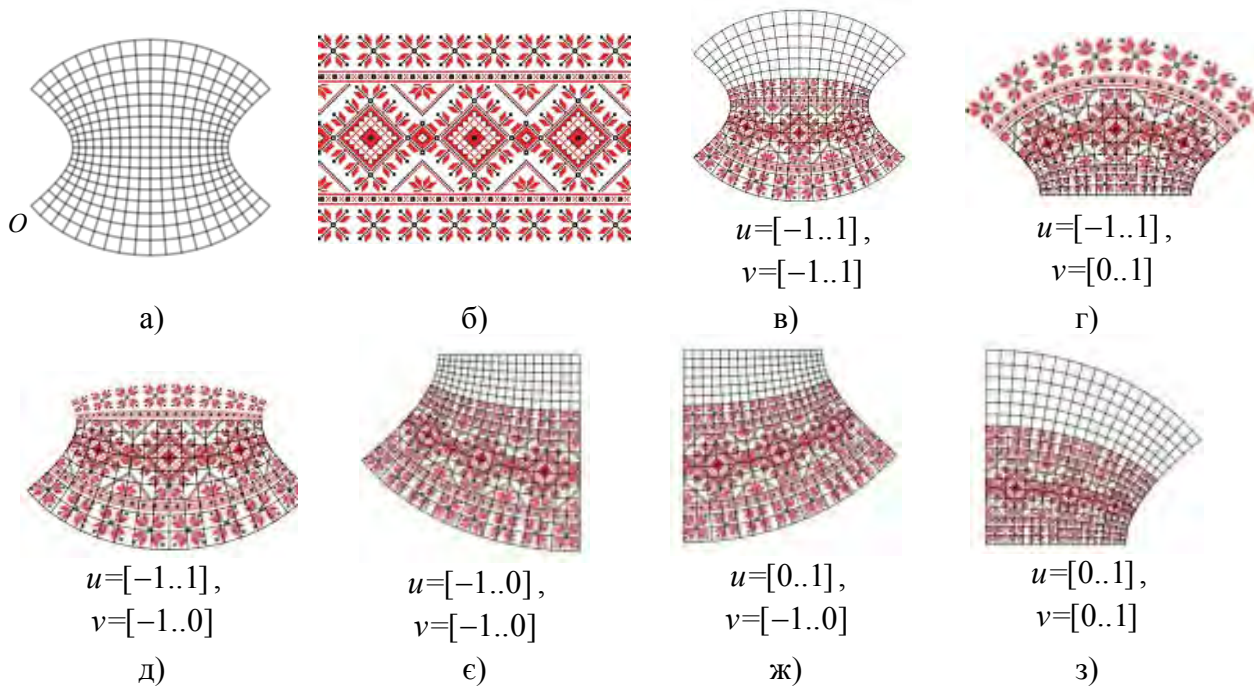 O
u=[−1..1],
v=[−1..1]
u=[−1..1],
v=[0..1]
а)
б)
в)
г)
u=[−1..1],
v=[−1..0]
u=[−1..0],
v=[−1..0]
u=[0..1],
v=[−1..0]
u=[0..1],
v=[0..1]
д)
є)
ж)
з)